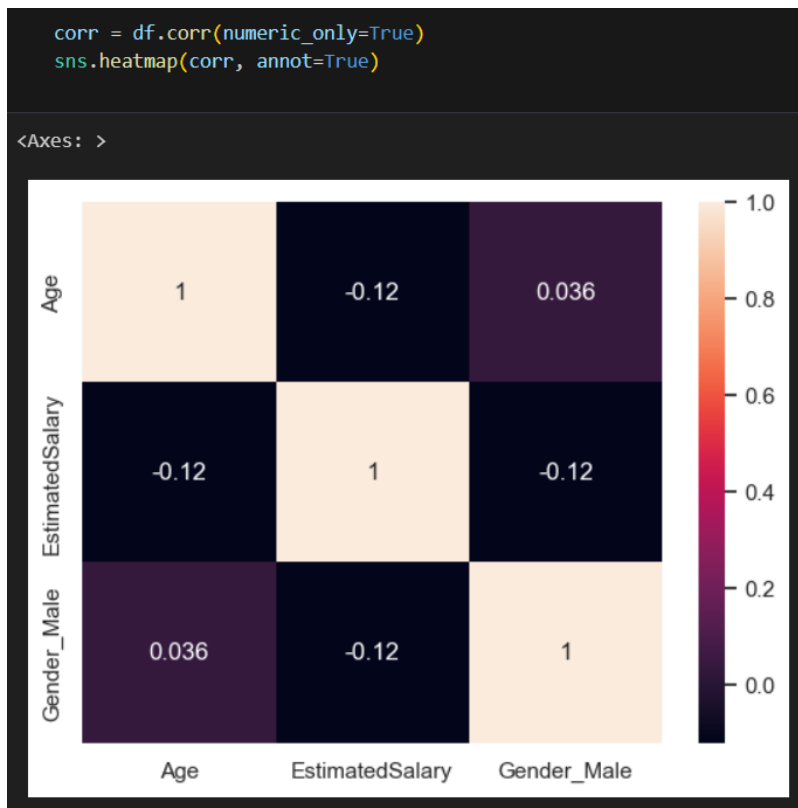 corr = df.corr(numeric_only=True)
sns.heatmap(corr, annot=True)
<Axes: >
Age 1 -0.12 0.036
EstimatedSalary -0.12 1 -0.12
Gender_Male 0.036 -0.12 1
Age EstimatedSalary Gender_Male
1.0
0.8
0.6
0.4
0.2
0.0